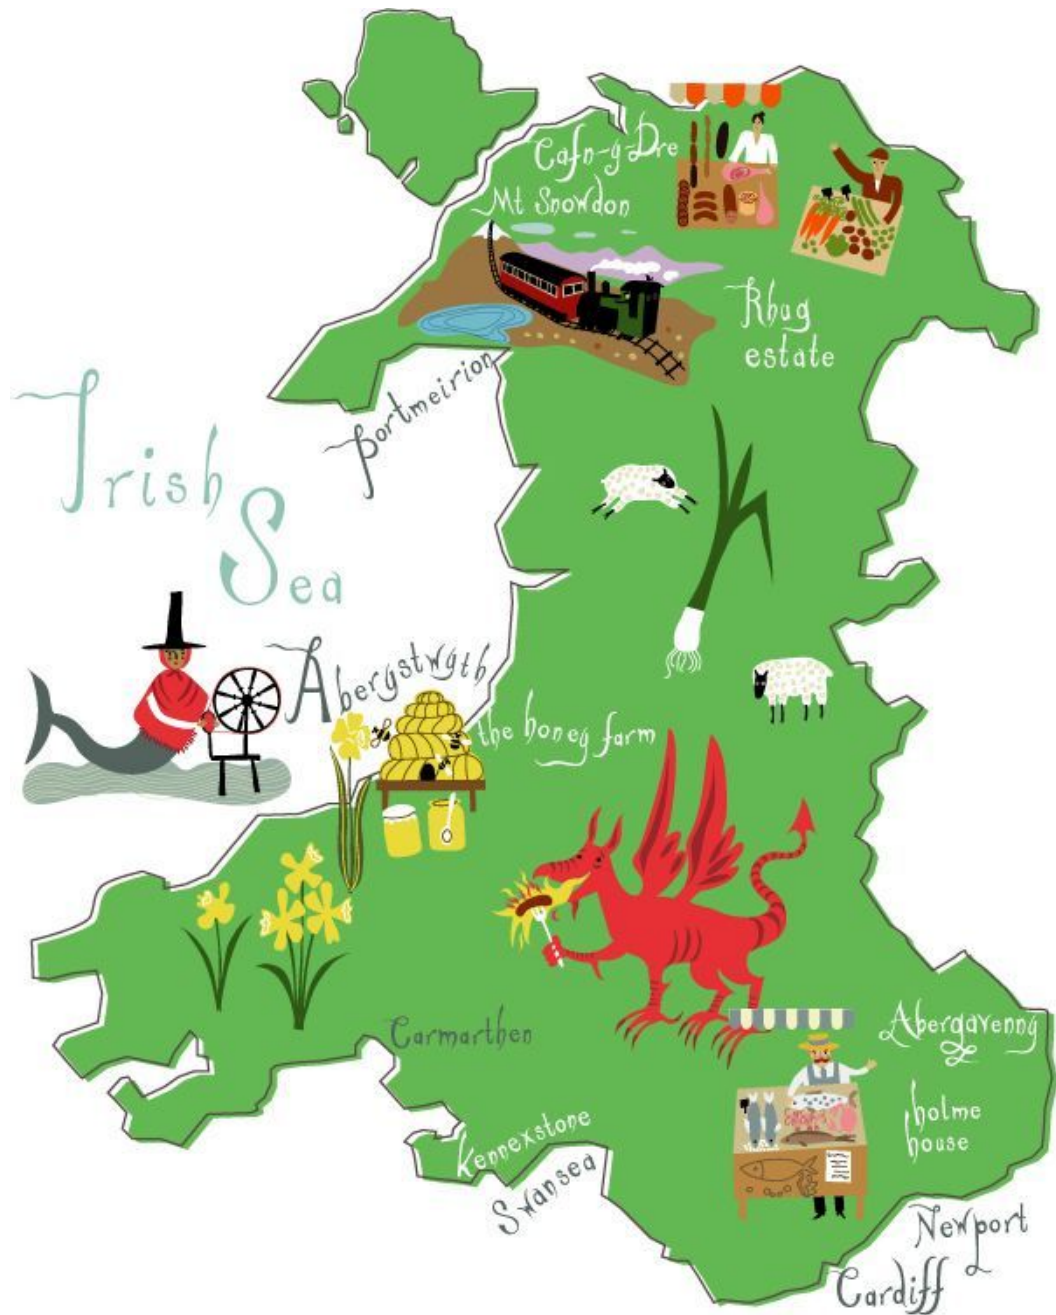 Cafn-y-Dre
Mt Snowdon
Rhug
estate
Portmeirion
Irish
Sea
Aberystwyth
the honey farm
Carmarthen
Abergavenny
holme
house
Kennexstone
Swansea
Newport
Cardiff